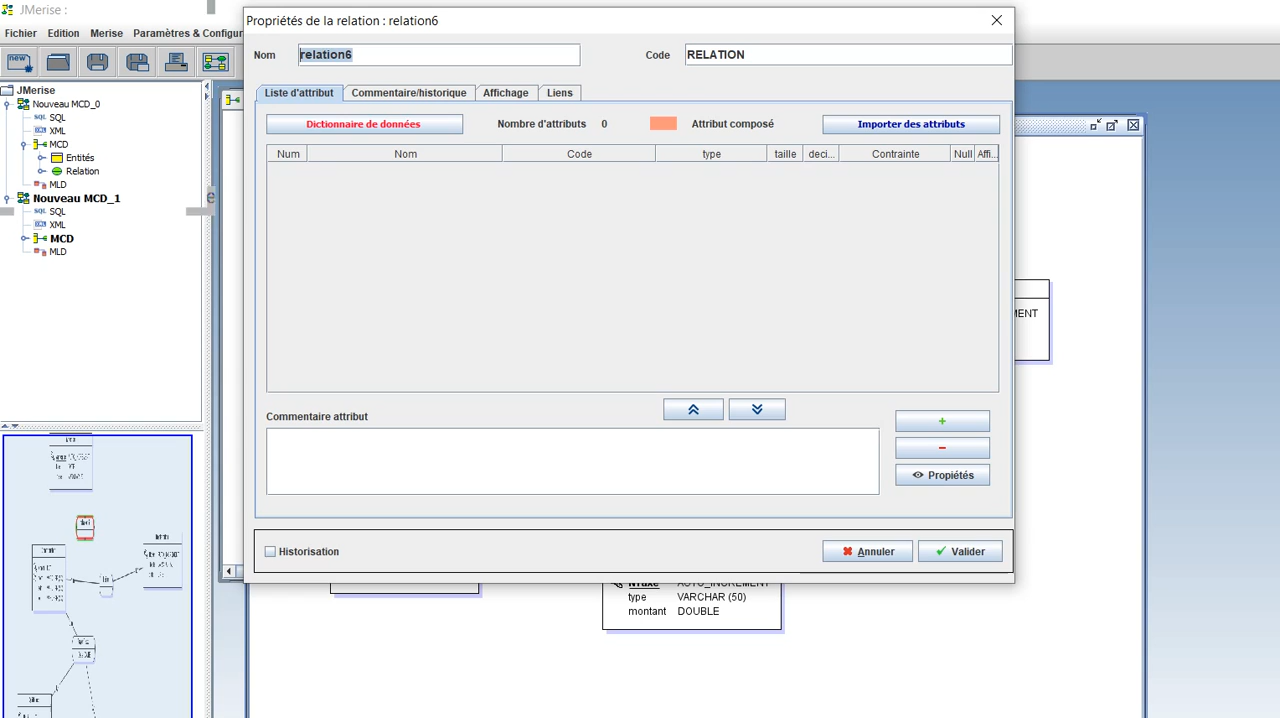 JMerise :
Propriétés de la relation : relation6
Fichier Edition Merise Paramètres & Configur
Nom relation6 Code RELATION
new
JMerise
Nouveau MCD_0
SQL
XML
MCD
Entités
Relation
MLD
Nouveau MCD_1
SQL
XML
MCD
MLD
Liste d'attribut Commentaire/historique Affichage Liens
Dictionnaire de données Nombre d'attributs 0 Attribut composé Importer des attributs
Num Nom Code type taille deci... Contrainte Null Affi...
MENT
Commentaire attribut
+
−
Propiétés
Historisation Annuler Valider
AUTO_INCREMENT
type VARCHAR (50)
montant DOUBLE